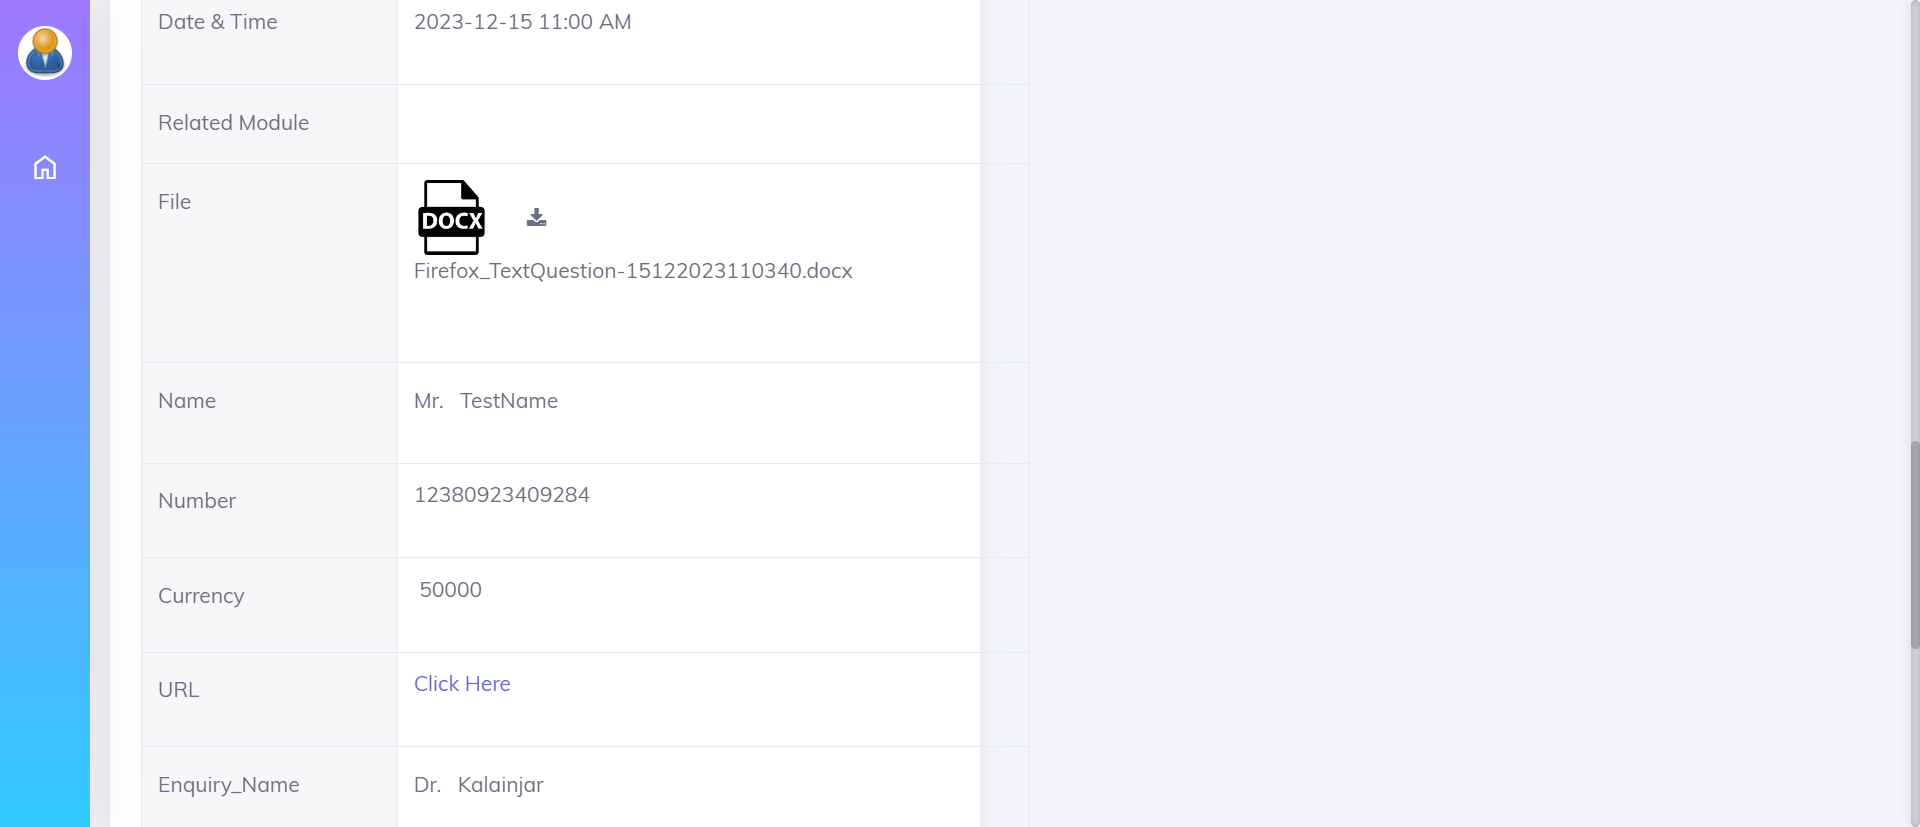 Date & Time 2023-12-15 11:00 AM
Related Module
File
DOCX
Firefox_TextQuestion-15122023110340.docx
Name Mr. TestName
Number 12380923409284
Currency 50000
URL Click Here
Enquiry_Name Dr. Kalainjar